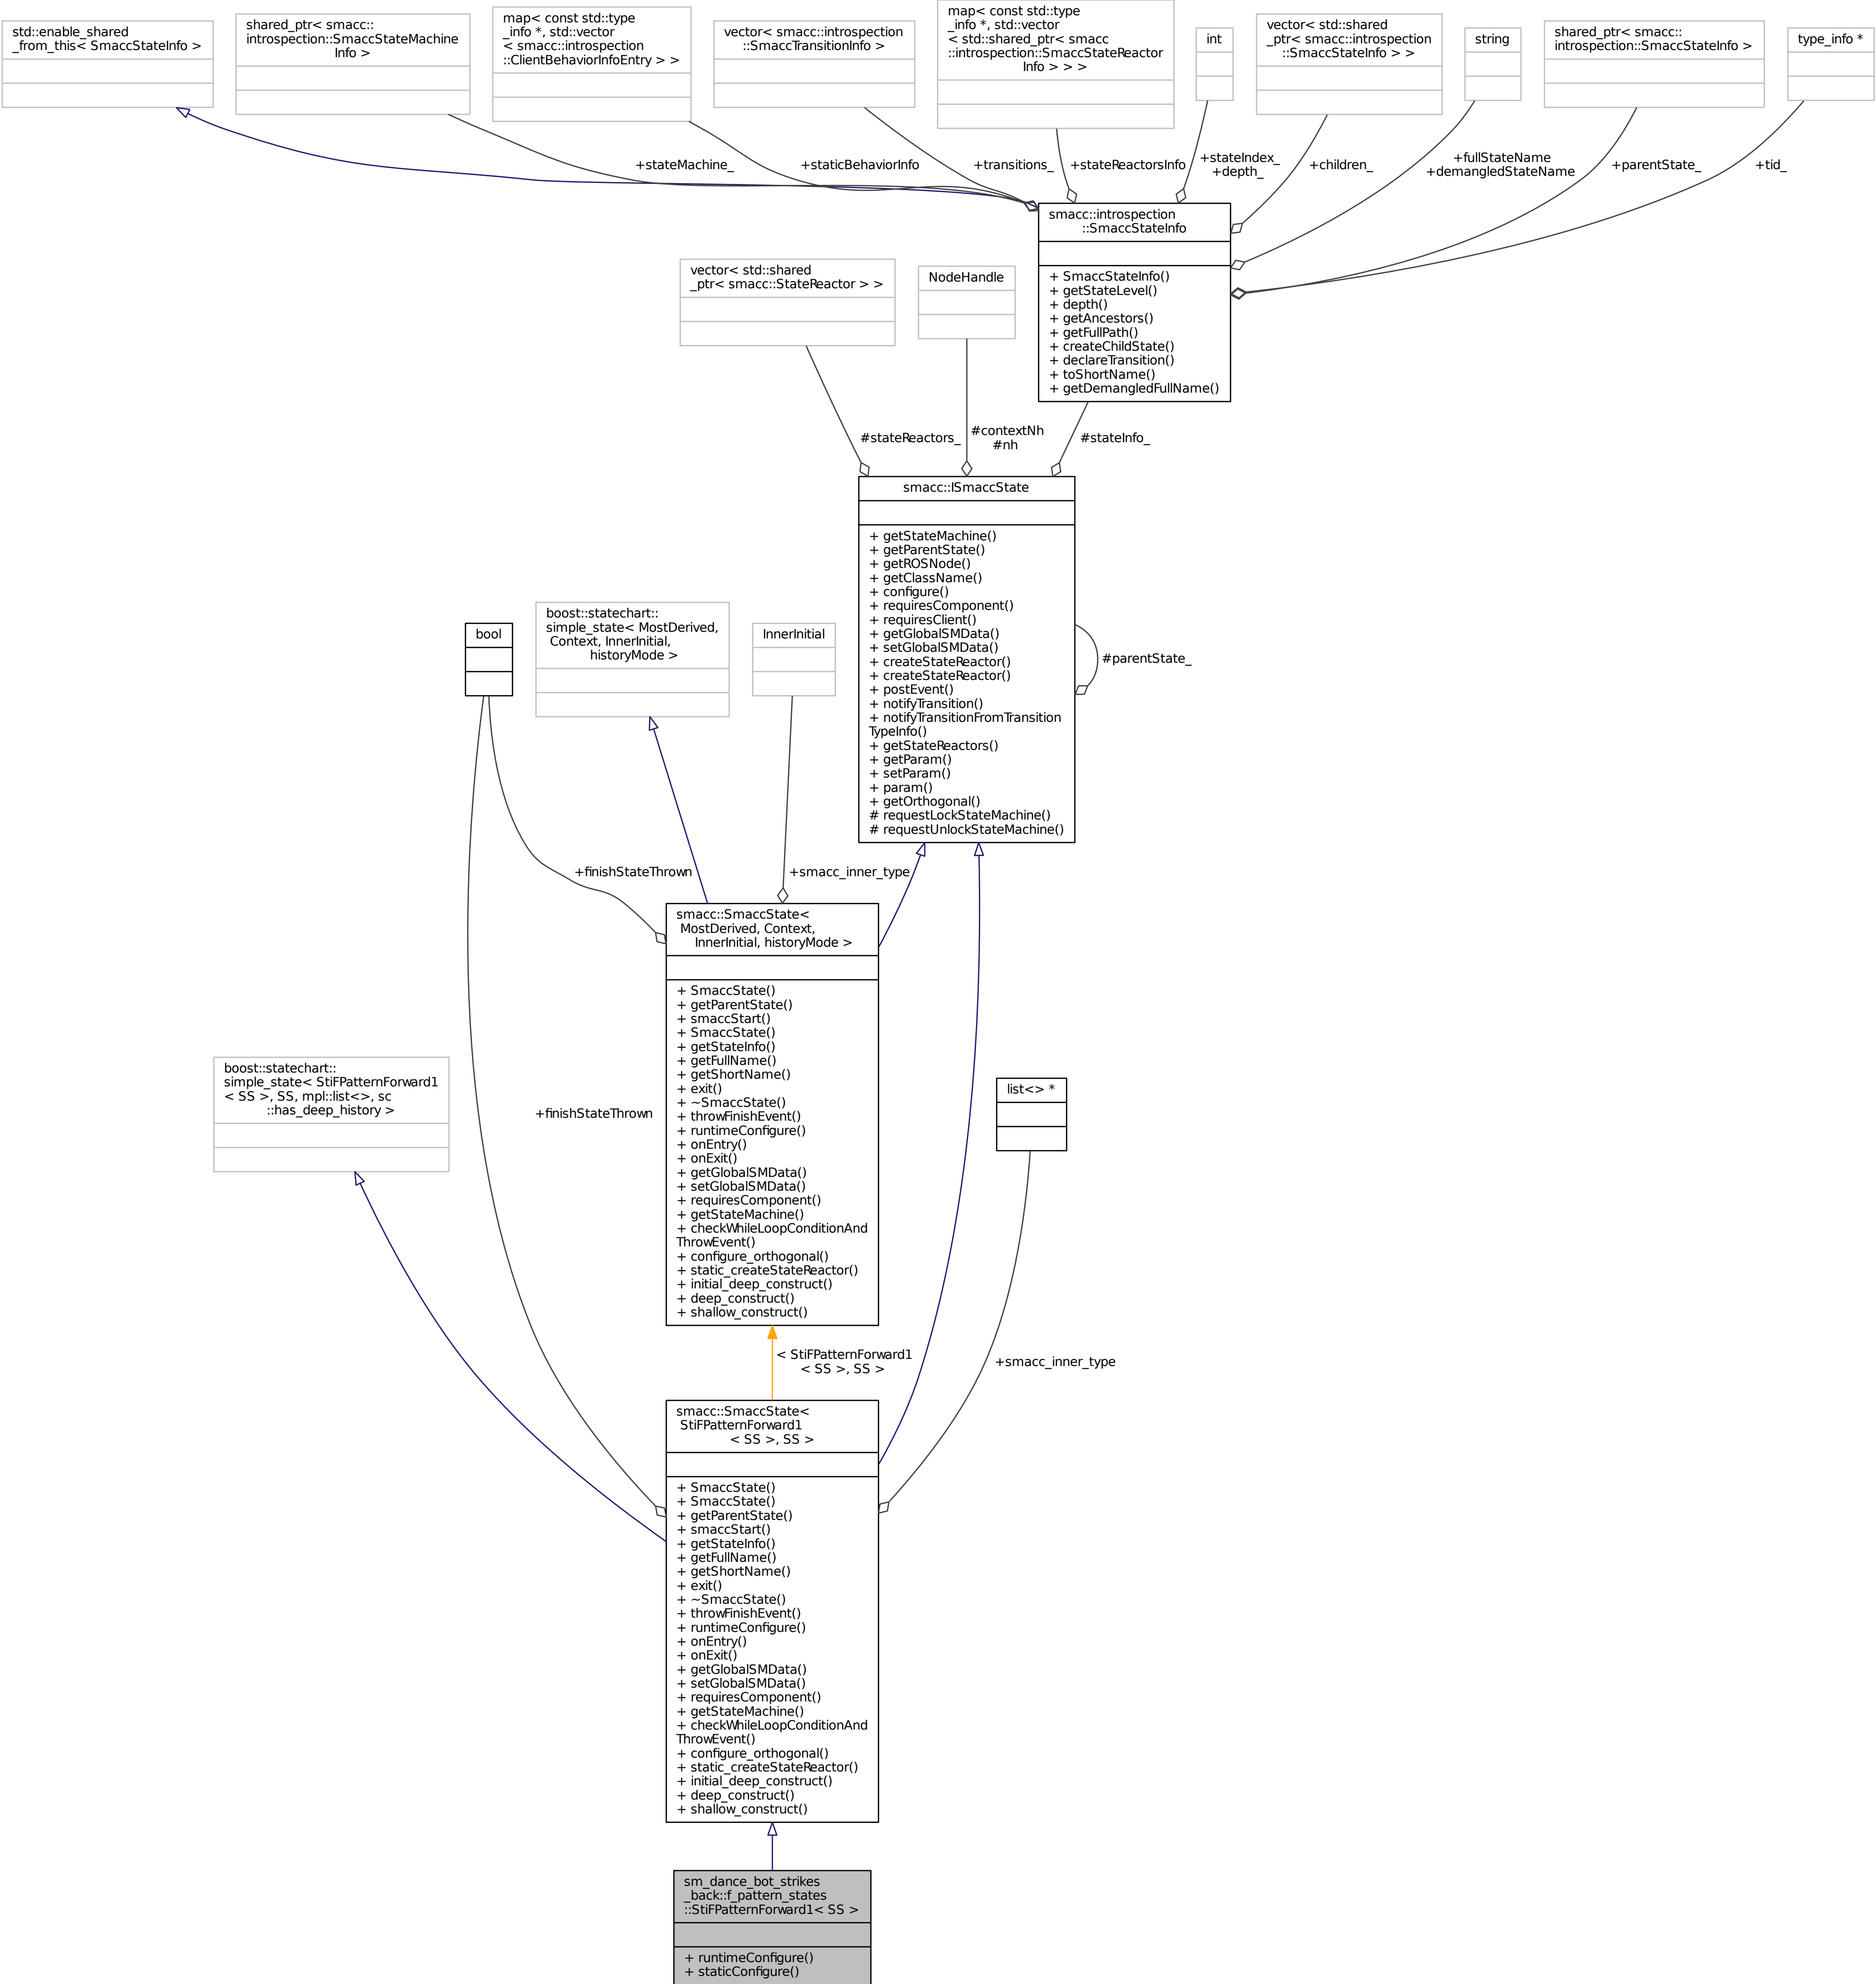 std::enable_shared
_from_this< SmaccStateInfo >
shared_ptr< smacc::
introspection::SmaccStateMachine
Info >
map< const std::type
_info *, std::vector
< smacc::introspection
::ClientBehaviorInfoEntry > >
vector< smacc::introspection
::SmaccTransitionInfo >
map< const std::type
_info *, std::vector
< std::shared_ptr< smacc
::introspection::SmaccStateReactor
Info > > >
int
vector< std::shared
_ptr< smacc::introspection
::SmaccStateInfo > >
string
shared_ptr< smacc::
introspection::SmaccStateInfo >
type_info *
+stateMachine_
+staticBehaviorInfo
+transitions_
+stateReactorsInfo
+stateIndex_
+depth_
+children_
+fullStateName
+demangledStateName
+parentState_
+tid_
smacc::introspection
::SmaccStateInfo
+ SmaccStateInfo()
+ getStateLevel()
+ depth()
+ getAncestors()
+ getFullPath()
+ createChildState()
+ declareTransition()
+ toShortName()
+ getDemangledFullName()
vector< std::shared
_ptr< smacc::StateReactor > >
NodeHandle
#stateReactors_
#contextNh
#nh
#stateInfo_
smacc::ISmaccState
+ getStateMachine()
+ getParentState()
+ getROSNode()
+ getClassName()
+ configure()
+ requiresComponent()
+ requiresClient()
+ getGlobalSMData()
+ setGlobalSMData()
+ createStateReactor()
+ createStateReactor()
+ postEvent()
+ notifyTransition()
+ notifyTransitionFromTransition
TypeInfo()
+ getStateReactors()
+ getParam()
+ setParam()
+ param()
+ getOrthogonal()
# requestLockStateMachine()
# requestUnlockStateMachine()
#parentState_
bool
boost::statechart::
simple_state< MostDerived,
Context, InnerInitial,
historyMode >
InnerInitial
+finishStateThrown
+smacc_inner_type
smacc::SmaccState<
MostDerived, Context,
InnerInitial, historyMode >
+ SmaccState()
+ getParentState()
+ smaccStart()
+ SmaccState()
+ getStateInfo()
+ getFullName()
+ getShortName()
+ exit()
+ ~SmaccState()
+ throwFinishEvent()
+ runtimeConfigure()
+ onEntry()
+ onExit()
+ getGlobalSMData()
+ setGlobalSMData()
+ requiresComponent()
+ getStateMachine()
+ checkWhileLoopConditionAnd
ThrowEvent()
+ configure_orthogonal()
+ static_createStateReactor()
+ initial_deep_construct()
+ deep_construct()
+ shallow_construct()
boost::statechart::
simple_state< StiFPatternForward1
< SS >, SS, mpl::list<>, sc
::has_deep_history >
+finishStateThrown
list<> *
< StiFPatternForward1
< SS >, SS >
+smacc_inner_type
smacc::SmaccState<
StiFPatternForward1
< SS >, SS >
+ SmaccState()
+ SmaccState()
+ getParentState()
+ smaccStart()
+ getStateInfo()
+ getFullName()
+ getShortName()
+ exit()
+ ~SmaccState()
+ throwFinishEvent()
+ runtimeConfigure()
+ onEntry()
+ onExit()
+ getGlobalSMData()
+ setGlobalSMData()
+ requiresComponent()
+ getStateMachine()
+ checkWhileLoopConditionAnd
ThrowEvent()
+ configure_orthogonal()
+ static_createStateReactor()
+ initial_deep_construct()
+ deep_construct()
+ shallow_construct()
sm_dance_bot_strikes
_back::f_pattern_states
::StiFPatternForward1< SS >
+ runtimeConfigure()
+ staticConfigure()